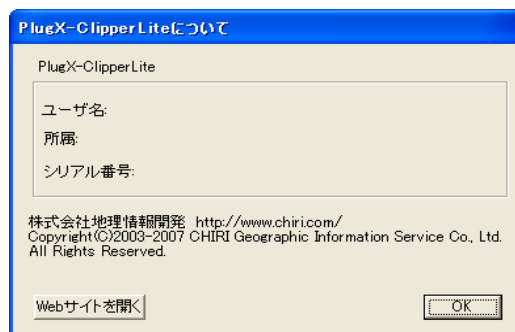 PlugX-ClipperLiteについて
PlugX-ClipperLite
ユーザ名:
所属:
シリアル番号:
株式会社地理情報開発 http://www.chiri.com/
Copyright(C)2003-2007 CHIRI Geographic Information Service Co., Ltd.
All Rights Reserved.
Webサイトを開く
OK